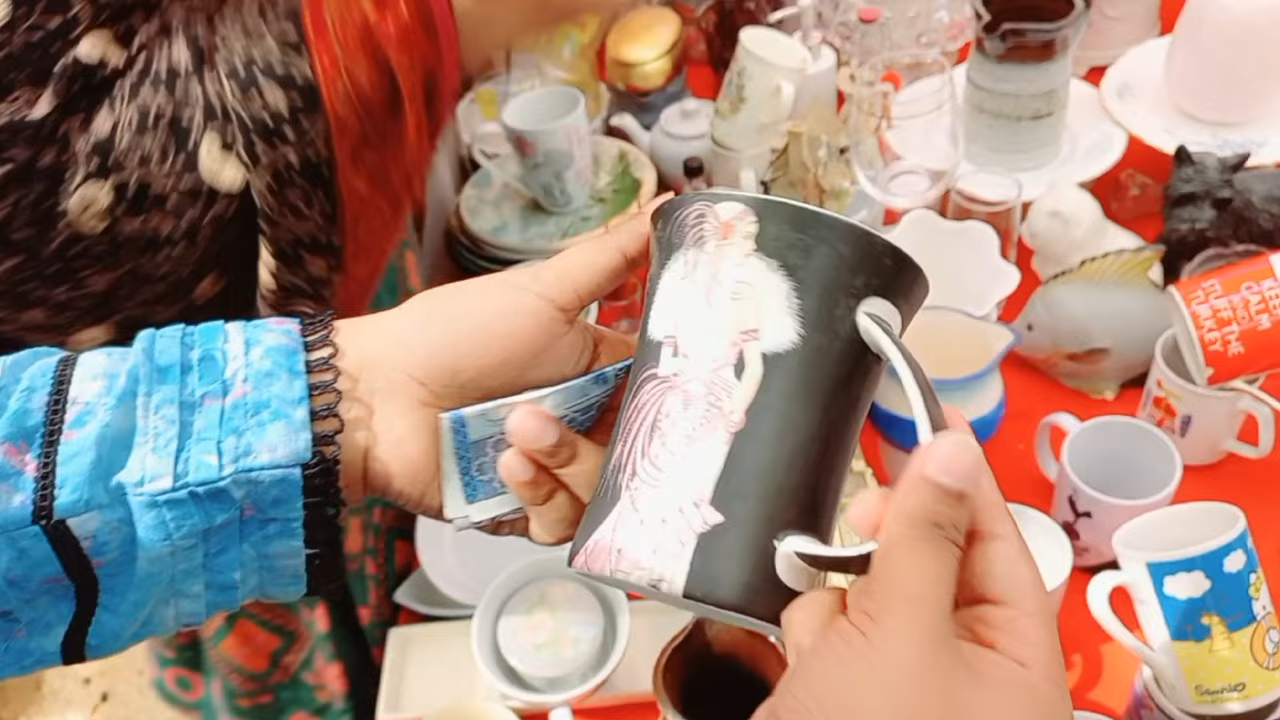 KEEP
CALM
AND
STUFF THE
TURKEY
Sanrio